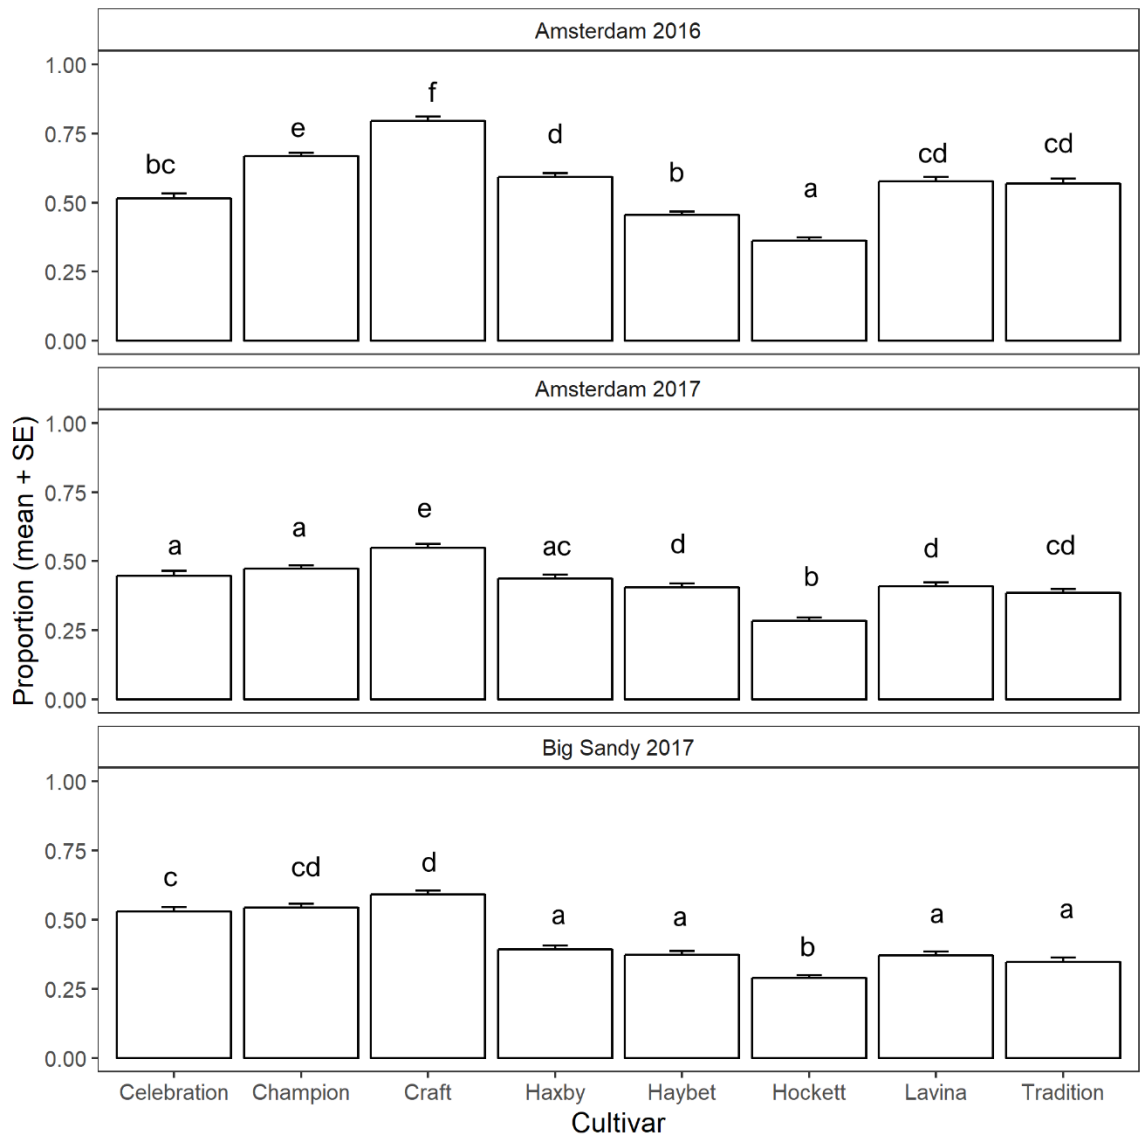 Amsterdam 2016
1.00
0.75
0.50
0.25
0.00
bc
e
f
d
b
a
cd
cd
Amsterdam 2017
1.00
0.75
0.50
0.25
0.00
a
a
e
ac
d
b
d
cd
Proportion (mean + SE)
Big Sandy 2017
1.00
0.75
0.50
0.25
0.00
c
cd
d
a
a
b
a
a
Celebration Champion Craft Haxby Haybet Hockett Lavina Tradition
Cultivar